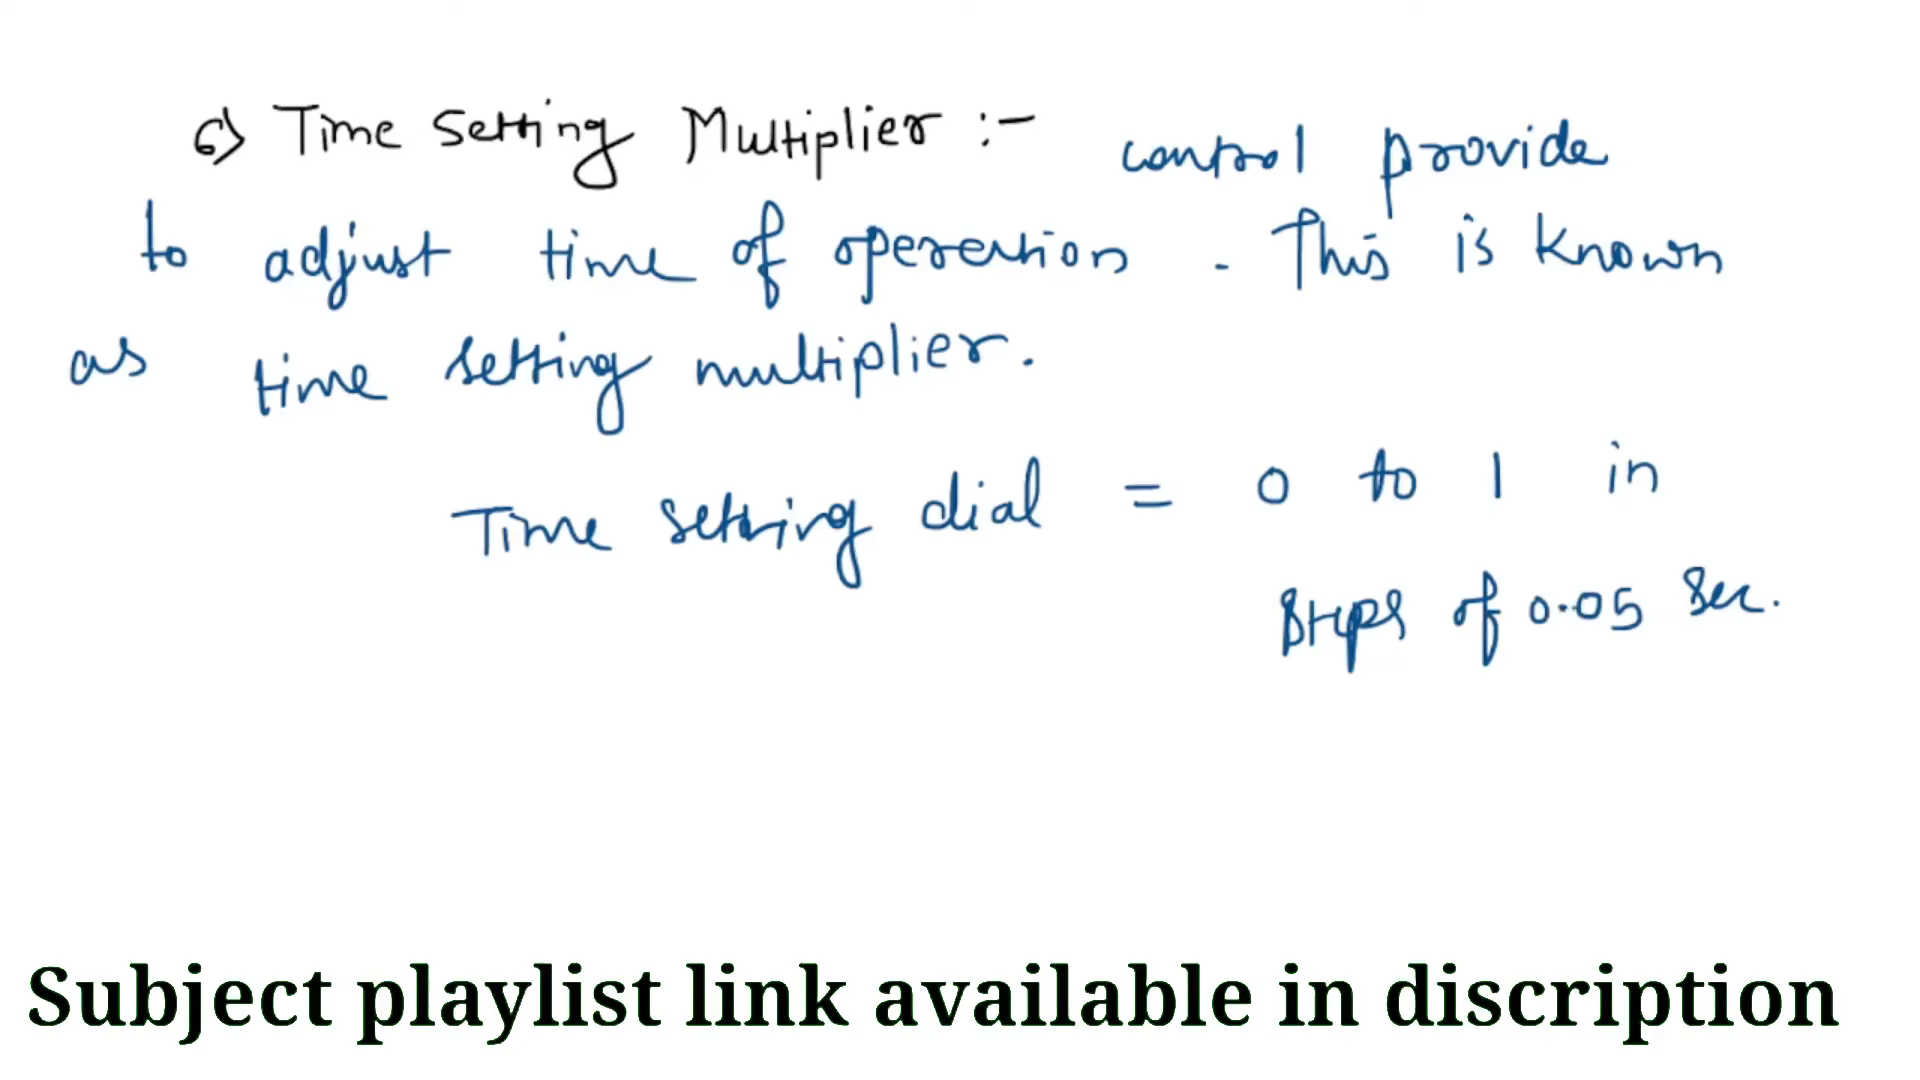 6) Time Setting Multiplier :- control provide
to adjust time of operation. This is known
as time setting multiplier.
Time setting dial = 0 to 1 in
steps of 0.05 Sec.
Subject playlist link available in discription